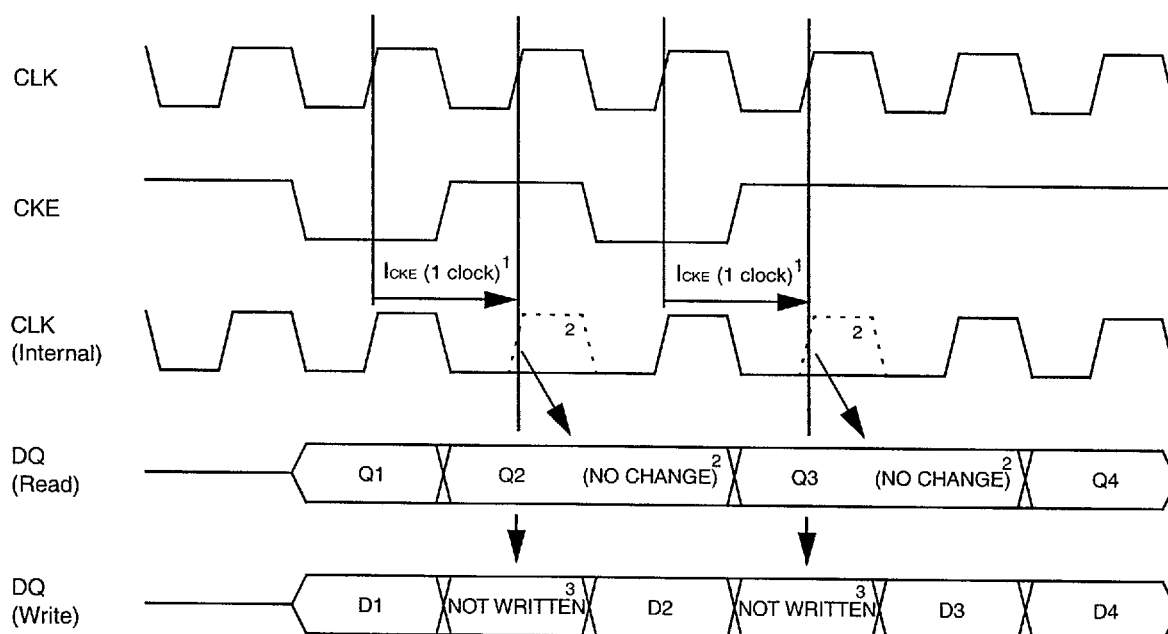 CLK
CKE
ICKE (1 clock)1 ICKE (1 clock)1
CLK
(Internal)
2 2
DQ
(Read)
Q1 Q2 (NO CHANGE)2 Q3 (NO CHANGE)2 Q4
DQ
(Write)
D1 NOT WRITTEN3 D2 NOT WRITTEN3 D3 D4